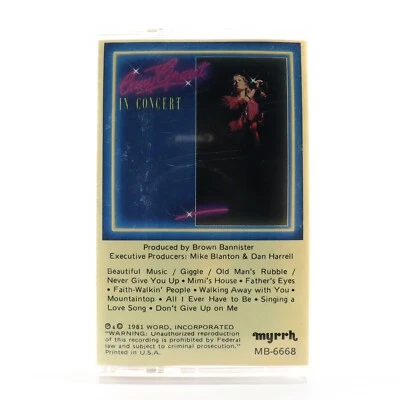 Amy Grant
IN CONCERT
Produced by Brown Bannister
Executive Producers: Mike Blanton & Dan Harrell
Beautiful Music / Giggle / Old Man's Rubble /
Never Give You Up • Mimi's House • Father's Eyes
• Faith-Walkin' People • Walking Away with You •
Mountaintop • All I Ever Have to Be • Singing a
Love Song • Don't Give Up on Me
℗&© 1981 WORD, INCORPORATED
"WARNING: Unauthorized reproduction
of this recording is prohibited by Federal
law and subject to criminal prosecution."
Printed in U.S.A.
myrrh
MB-6668